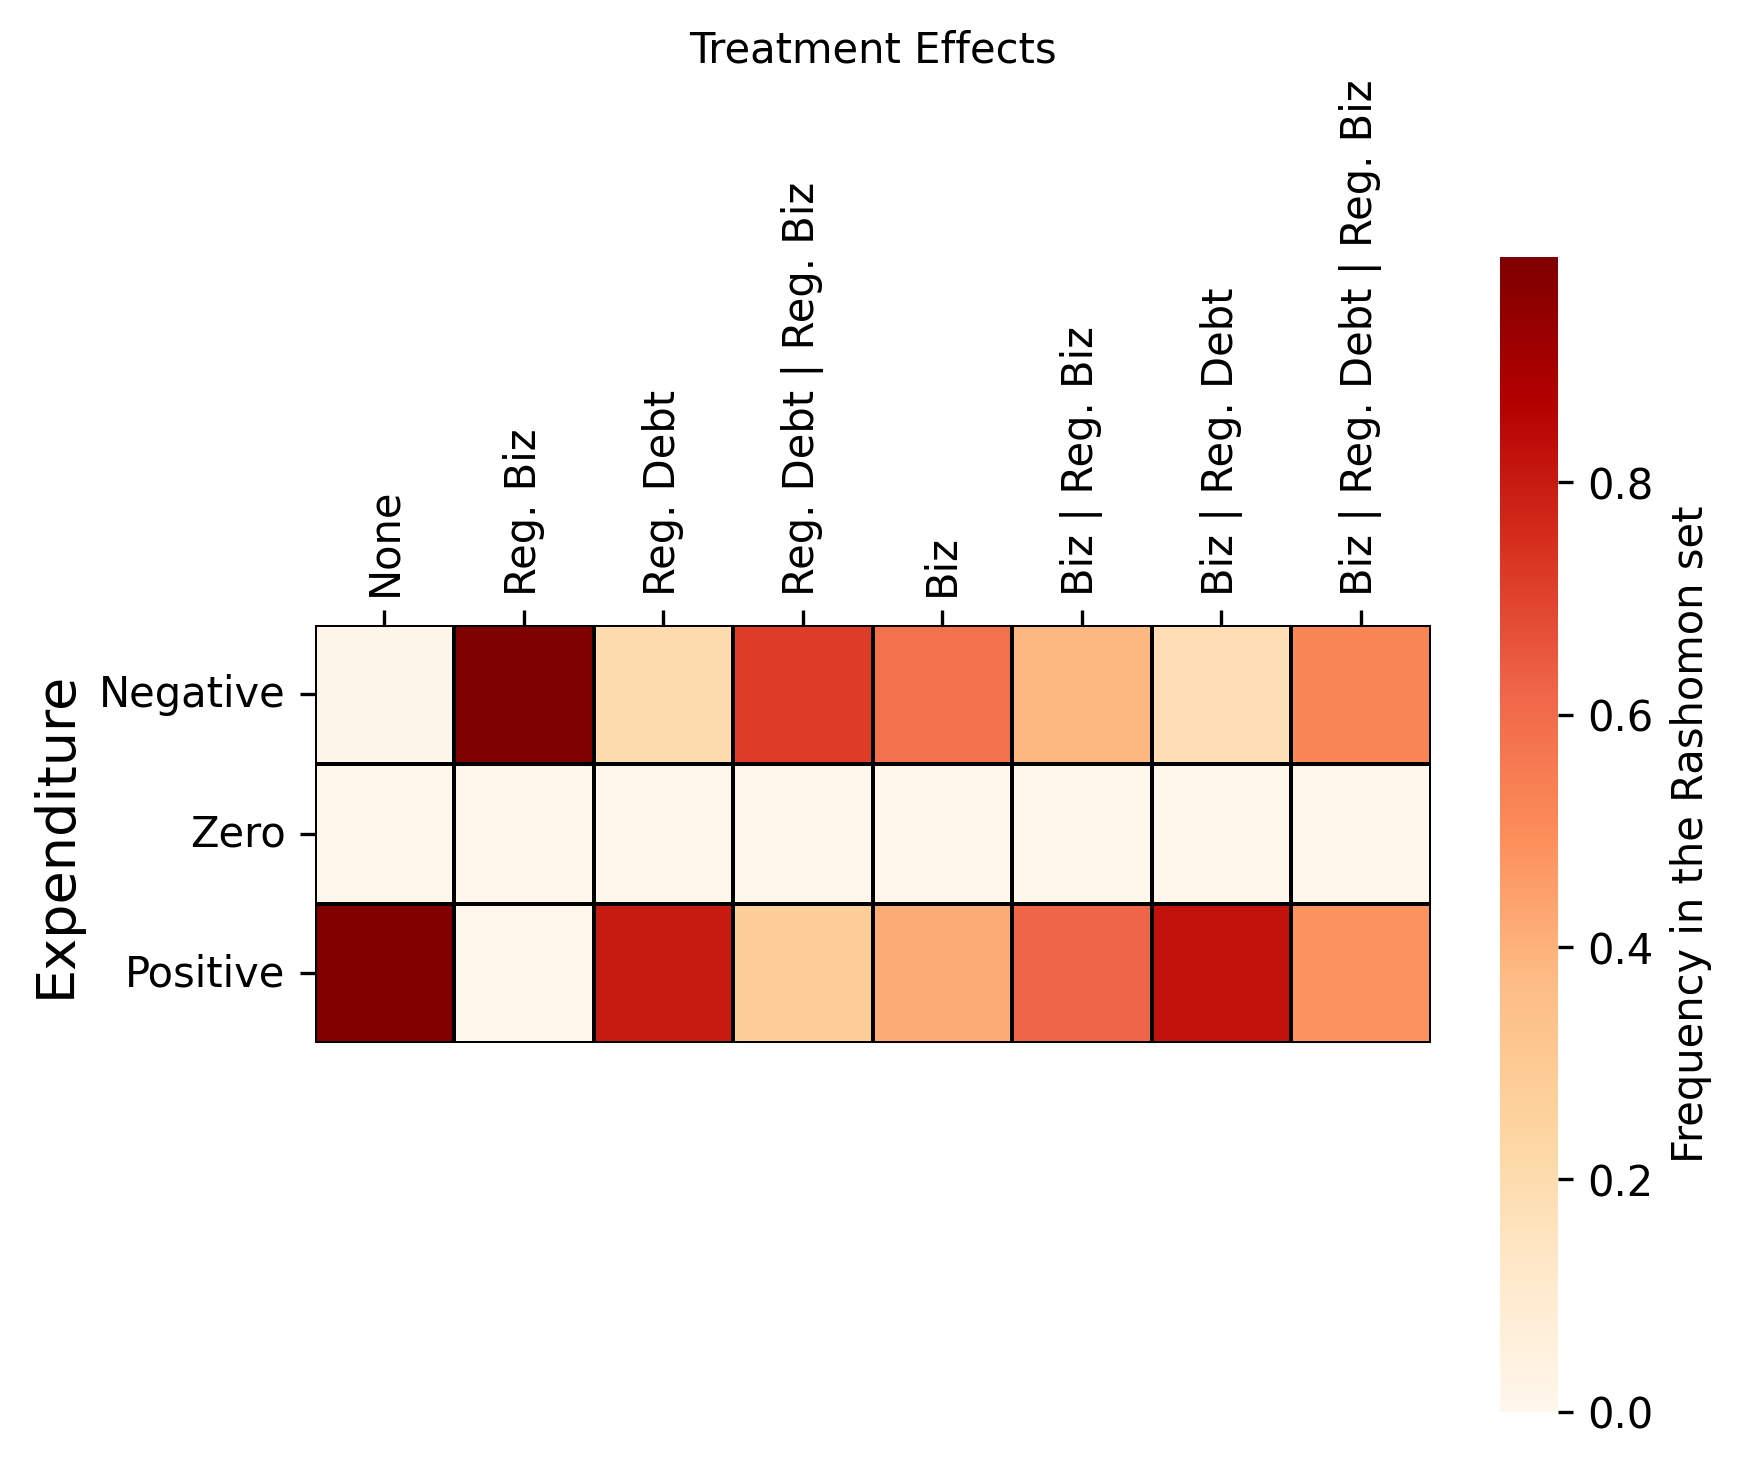 Treatment Effects
None
Reg. Biz
Reg. Debt
Reg. Debt | Reg. Biz
Biz
Biz | Reg. Biz
Biz | Reg. Debt
Biz | Reg. Debt | Reg. Biz
Expenditure
Negative
Zero
Positive
0.8
0.6
0.4
0.2
0.0
Frequency in the Rashomon set